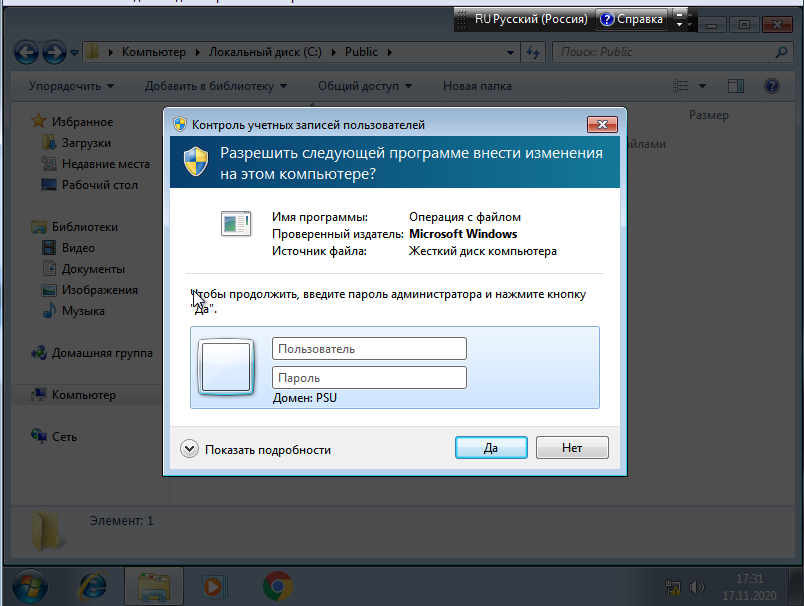 RU Русский (Россия) Справка
Компьютер Локальный диск (C:) Public
Поиск: Public
Упорядочить Добавить в библиотеку Общий доступ Новая папка
Избранное
Загрузки
Недавние места
Рабочий стол
Библиотеки
Видео
Документы
Изображения
Музыка
Домашняя группа
Компьютер
Сеть
Размер
Контроль учетных записей пользователей
Разрешить следующей программе внести изменения
на этом компьютере?
Имя программы: Операция с файлом
Проверенный издатель: Microsoft Windows
Источник файла: Жесткий диск компьютера
Чтобы продолжить, введите пароль администратора и нажмите кнопку
"Да".
Пользователь
Пароль
Домен: PSU
Показать подробности
Да
Нет
Элемент: 1
17:31
17.11.2020